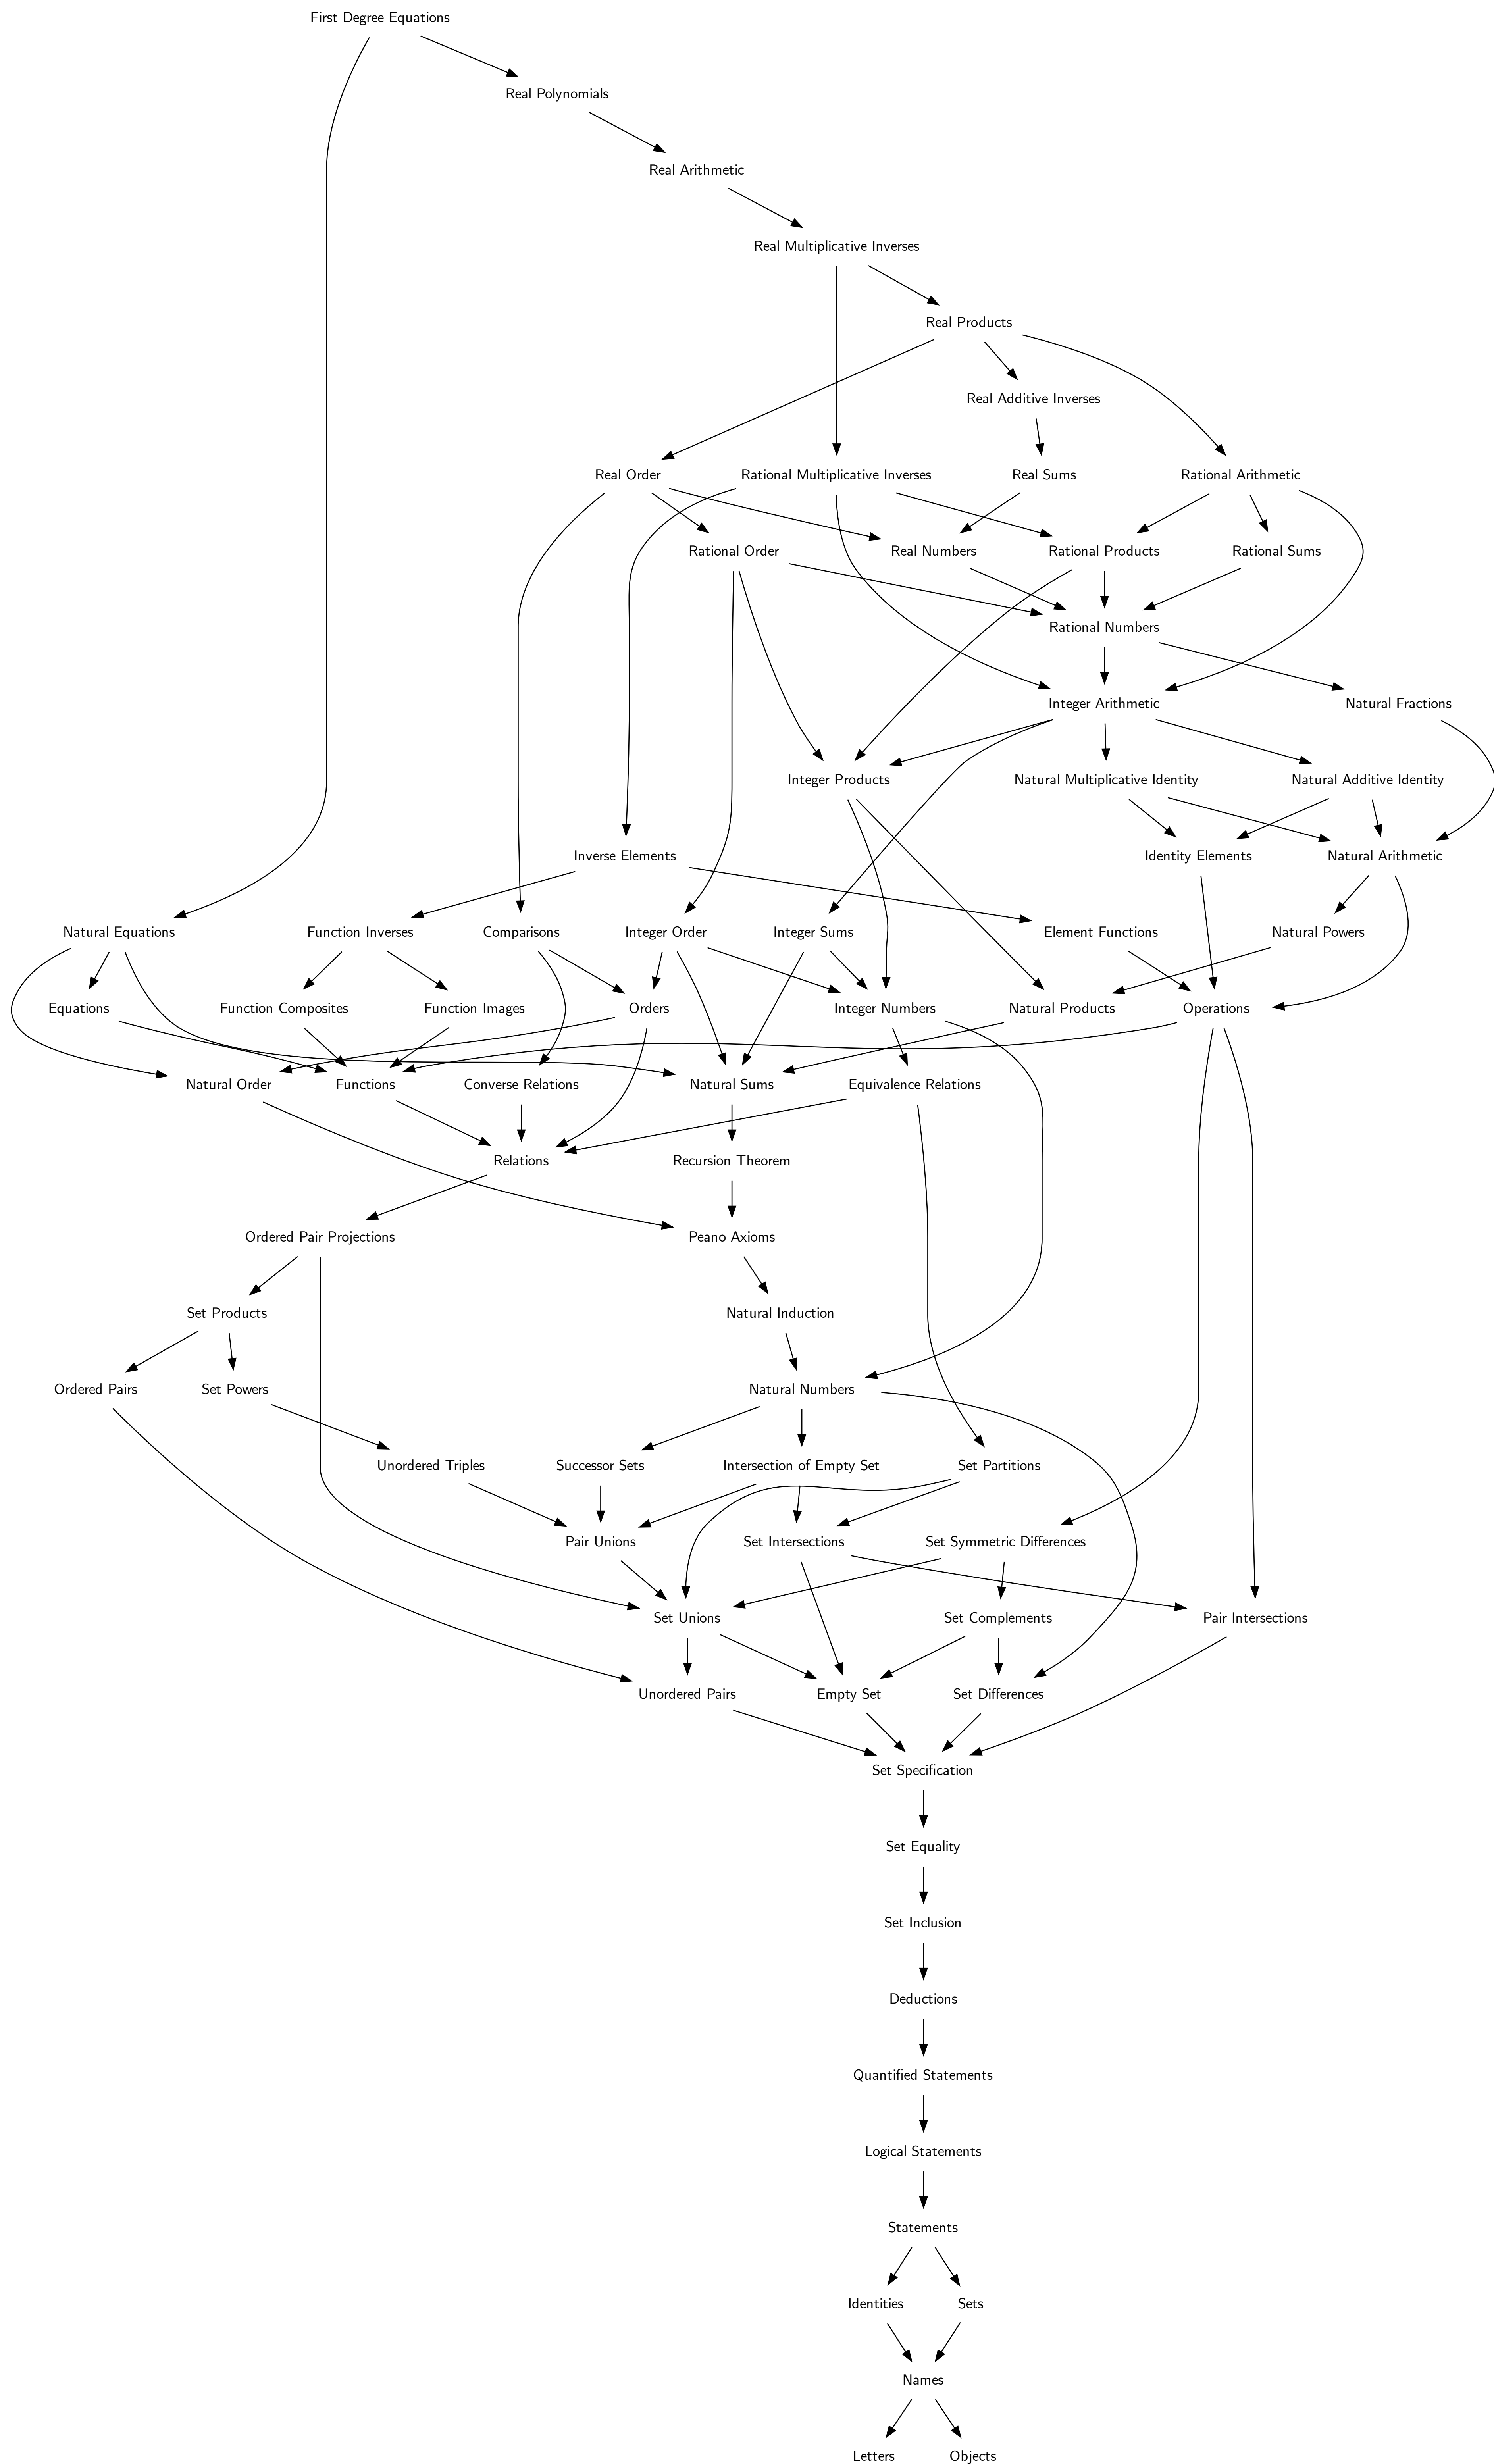 First Degree Equations
Real Polynomials
Real Arithmetic
Real Multiplicative Inverses
Real Products
Real Additive Inverses
Real Order
Rational Multiplicative Inverses
Real Sums
Rational Arithmetic
Rational Order
Real Numbers
Rational Products
Rational Sums
Rational Numbers
Integer Arithmetic
Natural Fractions
Integer Products
Natural Multiplicative Identity
Natural Additive Identity
Inverse Elements
Identity Elements
Natural Arithmetic
Natural Equations
Function Inverses
Comparisons
Integer Order
Integer Sums
Element Functions
Natural Powers
Equations
Function Composites
Function Images
Orders
Integer Numbers
Natural Products
Operations
Natural Order
Functions
Converse Relations
Natural Sums
Equivalence Relations
Relations
Recursion Theorem
Ordered Pair Projections
Peano Axioms
Set Products
Natural Induction
Ordered Pairs
Set Powers
Natural Numbers
Unordered Triples
Successor Sets
Intersection of Empty Set
Set Partitions
Pair Unions
Set Intersections
Set Symmetric Differences
Set Unions
Set Complements
Pair Intersections
Unordered Pairs
Empty Set
Set Differences
Set Specification
Set Equality
Set Inclusion
Deductions
Quantified Statements
Logical Statements
Statements
Identities
Sets
Names
Letters
Objects